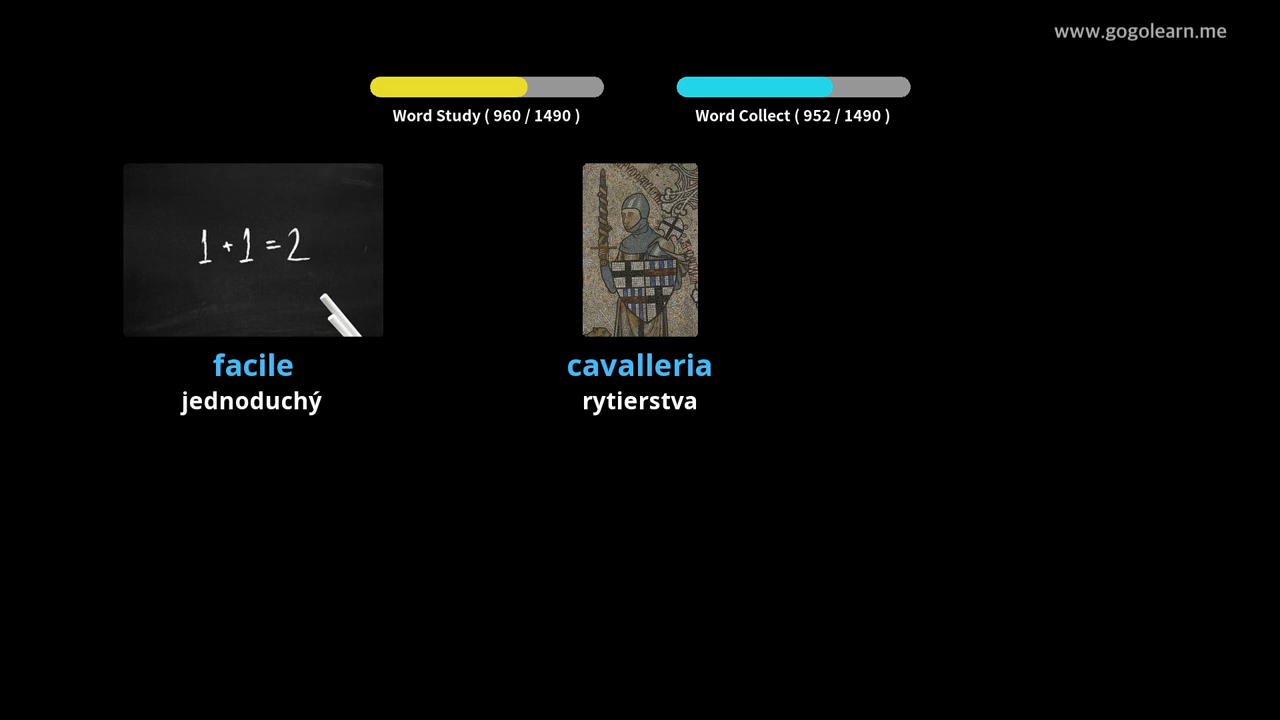 www.gogolearn.me
Word Study ( 960 / 1490 )
Word Collect ( 952 / 1490 )
1 + 1 = 2
facile
jednoduchý
cavalleria
rytierstva